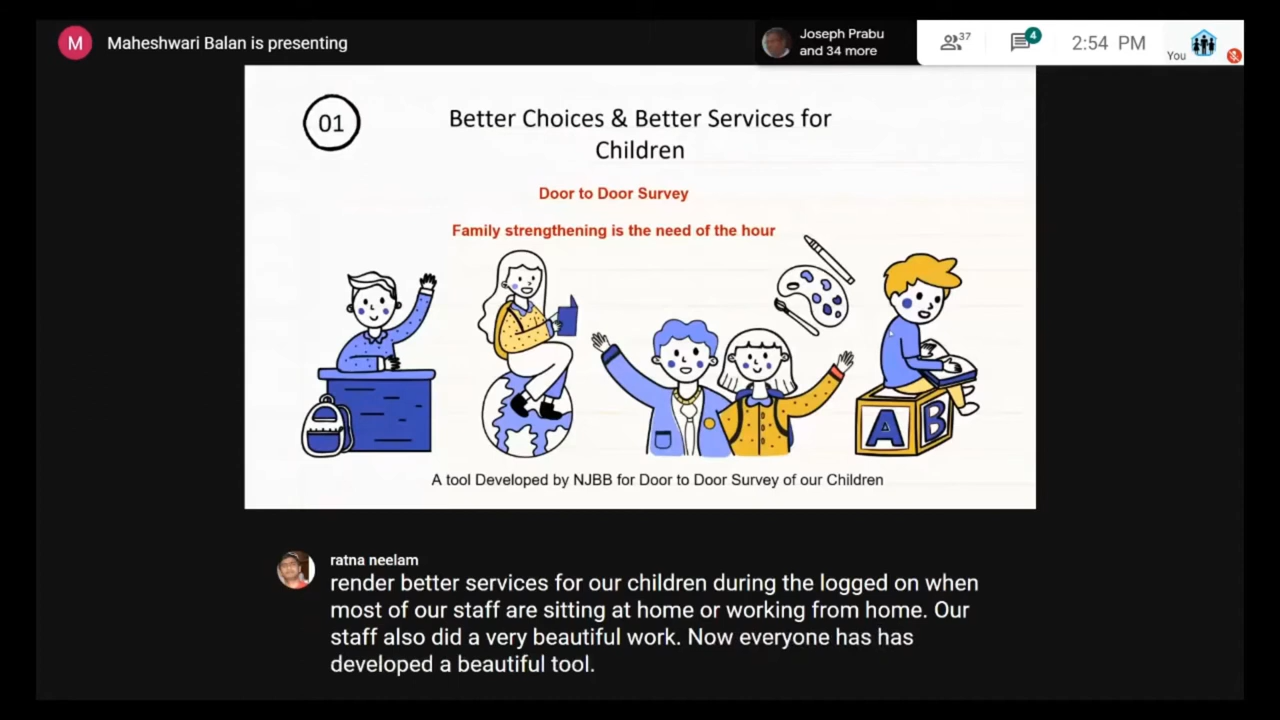 M
Maheshwari Balan is presenting
Joseph Prabu
and 34 more
37
4
2:54 PM
You
01
Better Choices & Better Services for
Children
Door to Door Survey
Family strengthening is the need of the hour
A B
A tool Developed by NJBB for Door to Door Survey of our Children
ratna neelam
render better services for our children during the logged on when
most of our staff are sitting at home or working from home. Our
staff also did a very beautiful work. Now everyone has has
developed a beautiful tool.